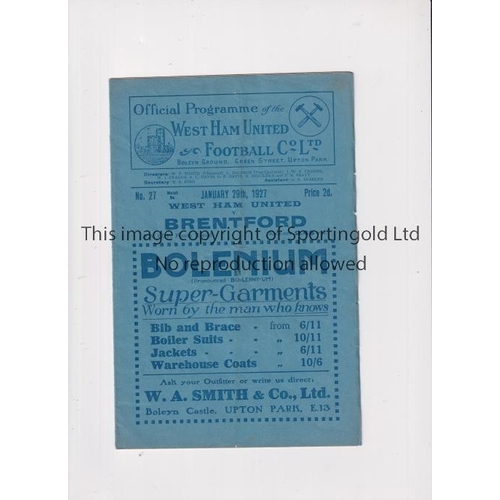 Official Programme of the
WEST HAM UNITED
FOOTBALL CO LTD
BOLEYN GROUND, GREEN STREET, UPTON PARK.
No. 27
JANUARY 29th, 1927
Price 2d.
WEST HAM UNITED
BRENTFORD
This image is copyright of Sportingold Ltd
BOLENIUM
No reproduction allowed
Super-Garments
Worn by the man who knows
Bib and Brace - from 6/11
Boiler Suits - „ 10/11
Jackets - - „ 6/11
Warehouse Coats „ 10/6
Ask your Outfitter or write us direct:
W. A. SMITH & Co., Ltd.
Boleyn Castle, UPTON PARK, E.13